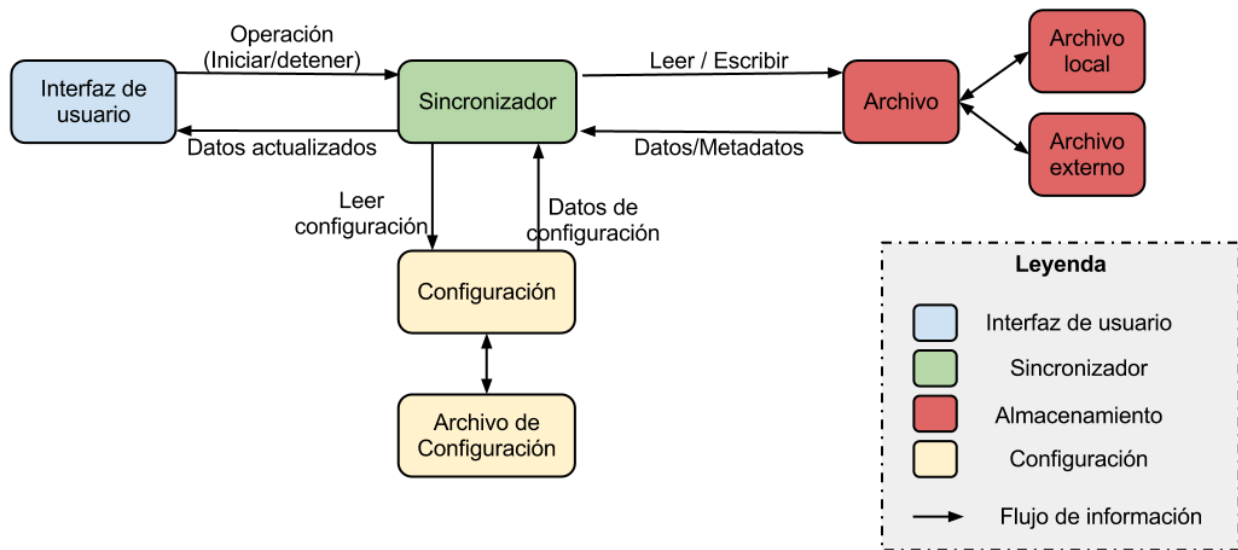 Operación
(Iniciar/detener)
Interfaz de
usuario
Sincronizador
Leer / Escribir
Archivo
Archivo
local
Archivo
externo
Datos actualizados
Datos/Metadatos
Leer
configuración
Datos de
configuración
Configuración
Archivo de
Configuración
Leyenda
Interfaz de usuario
Sincronizador
Almacenamiento
Configuración
Flujo de información